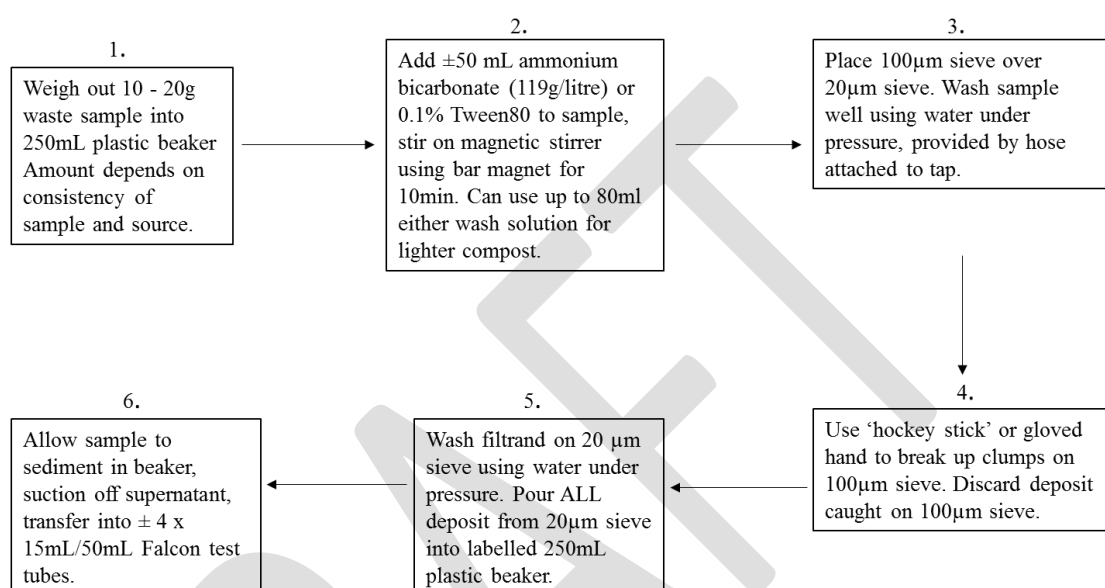 1.
Weigh out 10 - 20g
waste sample into
250mL plastic beaker
Amount depends on
consistency of
sample and source.
2.
Add ±50 mL ammonium
bicarbonate (119g/litre) or
0.1% Tween80 to sample,
stir on magnetic stirrer
using bar magnet for
10min. Can use up to 80ml
either wash solution for
lighter compost.
3.
Place 100µm sieve over
20µm sieve. Wash sample
well using water under
pressure, provided by hose
attached to tap.
4.
Use ‘hockey stick’ or gloved
hand to break up clumps on
100µm sieve. Discard deposit
caught on 100µm sieve.
5.
Wash filtrand on 20 µm
sieve using water under
pressure. Pour ALL
deposit from 20µm sieve
into labelled 250mL
plastic beaker.
6.
Allow sample to
sediment in beaker,
suction off supernatant,
transfer into ± 4 x
15mL/50mL Falcon test
tubes.
DRAFT